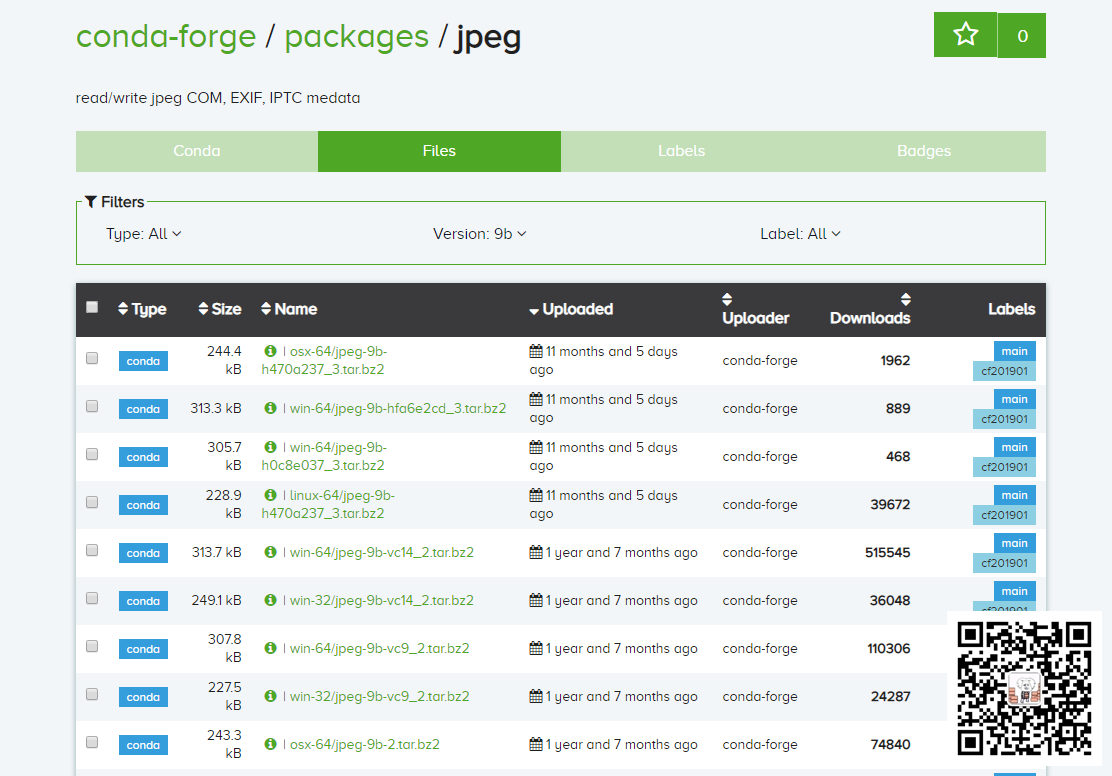 conda-forge / packages / jpeg
0
read/write jpeg COM, EXIF, IPTC medata
Conda Files Labels Badges
Filters
Type: All Version: 9b Label: All
Type Size Name Uploaded Uploader Downloads Labels
244.4 kB conda | osx-64/jpeg-9b-h470a237_3.tar.bz2 11 months and 5 days ago conda-forge 1962 main cf201901
conda 313.3 kB | win-64/jpeg-9b-hfa6e2cd_3.tar.bz2 11 months and 5 days ago conda-forge 889 main cf201901
conda 305.7 kB | win-64/jpeg-9b-h0c8e037_3.tar.bz2 11 months and 5 days ago conda-forge 468 main cf201901
conda 228.9 kB | linux-64/jpeg-9b-h470a237_3.tar.bz2 11 months and 5 days ago conda-forge 39672 main cf201901
conda 313.7 kB | win-64/jpeg-9b-vc14_2.tar.bz2 1 year and 7 months ago conda-forge 515545 main cf201901
conda 249.1 kB | win-32/jpeg-9b-vc14_2.tar.bz2 1 year and 7 months ago conda-forge 36048 main cf201901
conda 307.8 kB | win-64/jpeg-9b-vc9_2.tar.bz2 1 year and 7 months ago conda-forge 110306
conda 227.5 kB | win-32/jpeg-9b-vc9_2.tar.bz2 1 year and 7 months ago conda-forge 24287
conda 243.3 kB | osx-64/jpeg-9b-2.tar.bz2 1 year and 7 months ago conda-forge 74840